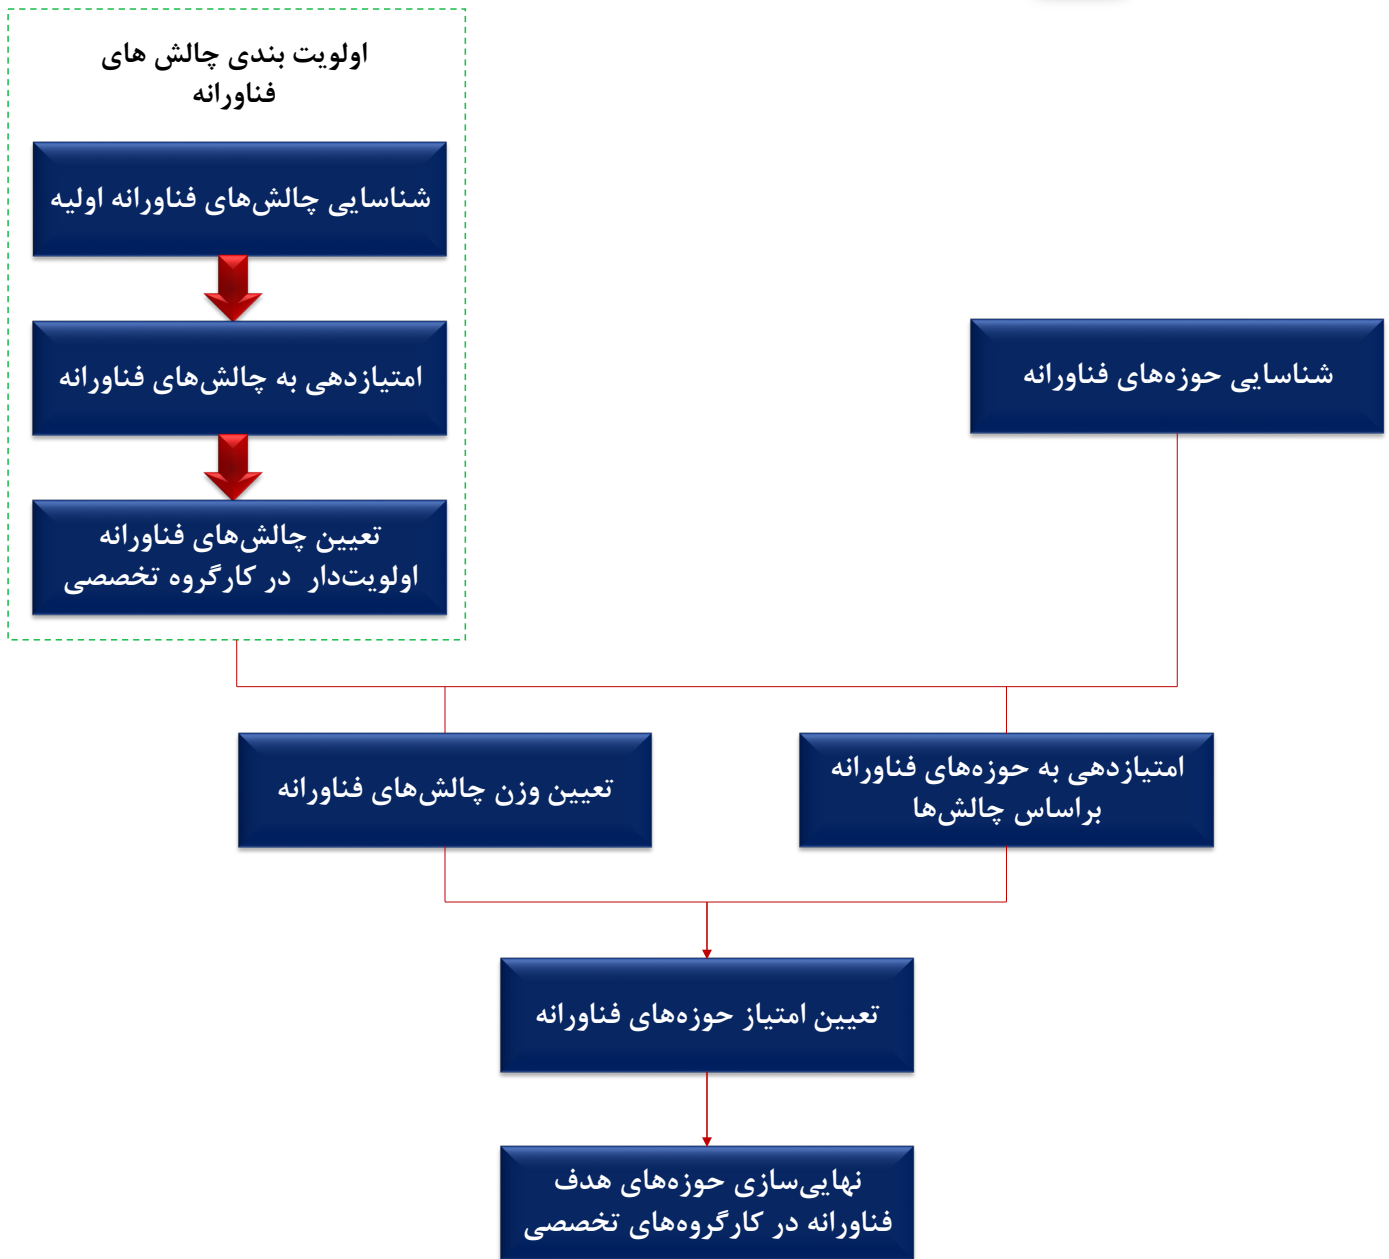 اولویت بندی چالش های
فناورانه
شناسایی چالش‌های فناورانه اولیه
امتیازدهی به چالش‌های فناورانه
شناسایی حوزه‌های فناورانه
تعیین چالش‌های فناورانه
اولویت‌دار در کارگروه تخصصی
امتیازدهی به حوزه‌های فناورانه
براساس چالش‌ها
تعیین وزن چالش‌های فناورانه
تعیین امتیاز حوزه‌های فناورانه
نهایی‌سازی حوزه‌های هدف
فناورانه در کارگروه‌های تخصصی